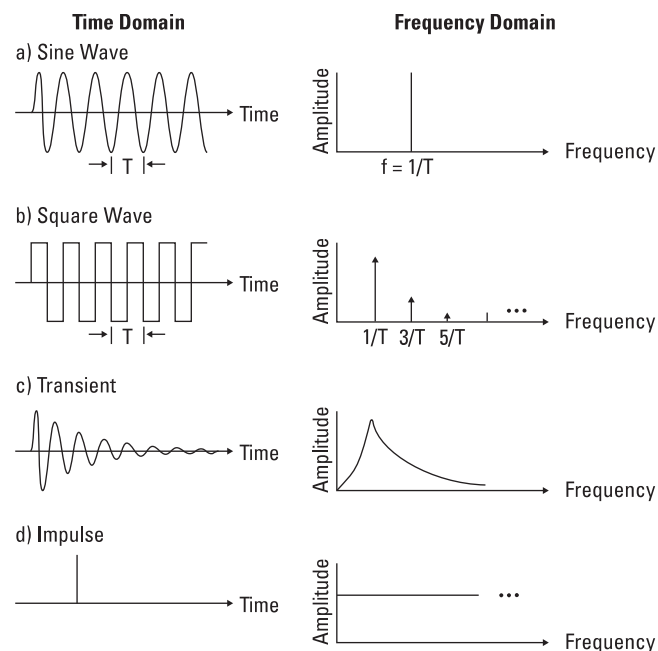 Time Domain
Frequency Domain
a) Sine Wave
Time
T
Amplitude
Frequency
f = 1/T
b) Square Wave
Time
T
Amplitude
Frequency
1/T 3/T 5/T
c) Transient
Time
Amplitude
Frequency
d) Impulse
Time
Amplitude
Frequency